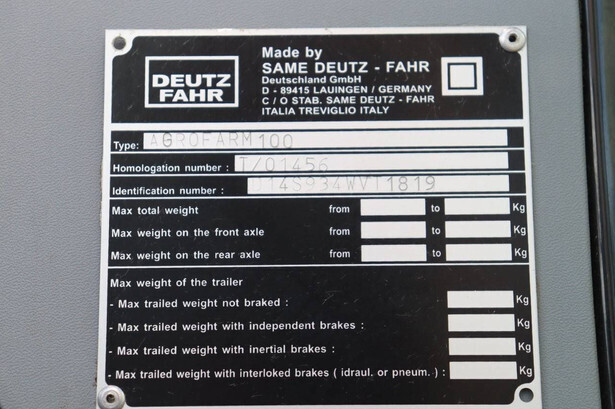 DEUTZ
FAHR
Made by
SAME DEUTZ - FAHR
Deutschland GmbH
D - 89415 LAUINGEN / GERMANY
C / O STAB. SAME DEUTZ - FAHR
ITALIA TREVIGLIO ITALY
Type: AGROFARM100
Homologation number : T/01456
Identification number :
Max total weight from to Kg
Max weight on the front axle from to Kg
Max weight on the rear axle from to Kg
Max weight of the trailer
- Max trailed weight not braked : Kg
- Max trailed weight with independent brakes : Kg
- Max trailed weight with inertial brakes : Kg
- Max trailed weight with interloked brakes ( idraul. or pneum. ) : Kg